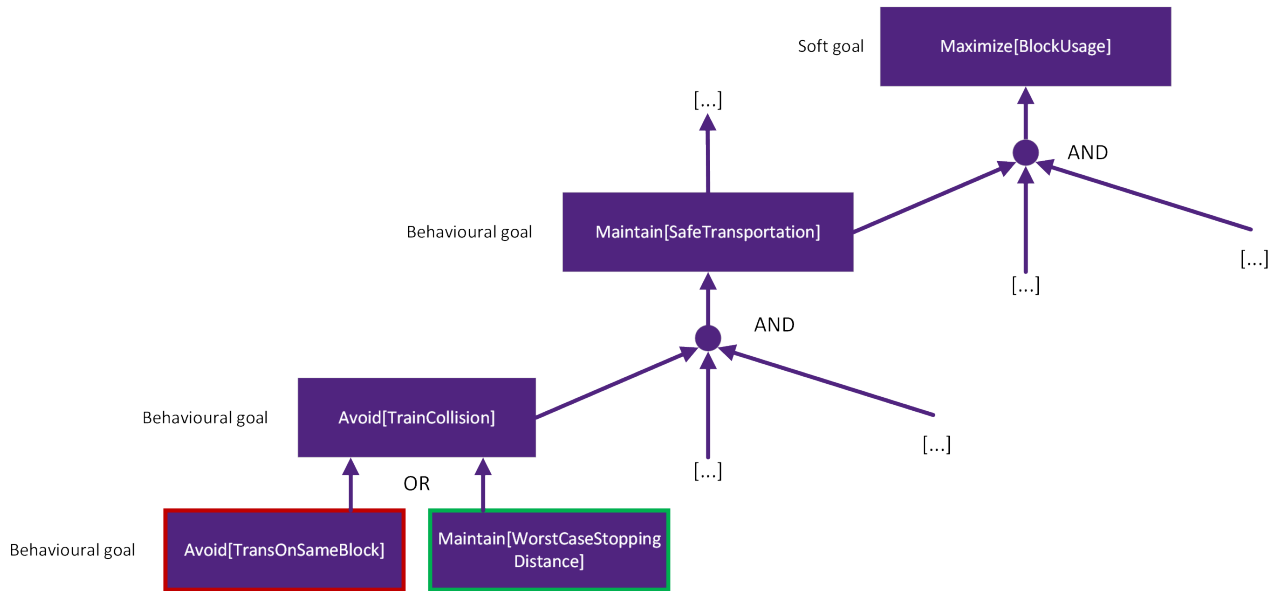 Soft goal
Maximize[BlockUsage]
[...]
AND
Behavioural goal
Maintain[SafeTransportation]
[...]
[...]
AND
Behavioural goal
Avoid[TrainCollision]
[...]
[...]
OR
Behavioural goal
Avoid[TransOnSameBlock]
Maintain[WorstCaseStopping
Distance]